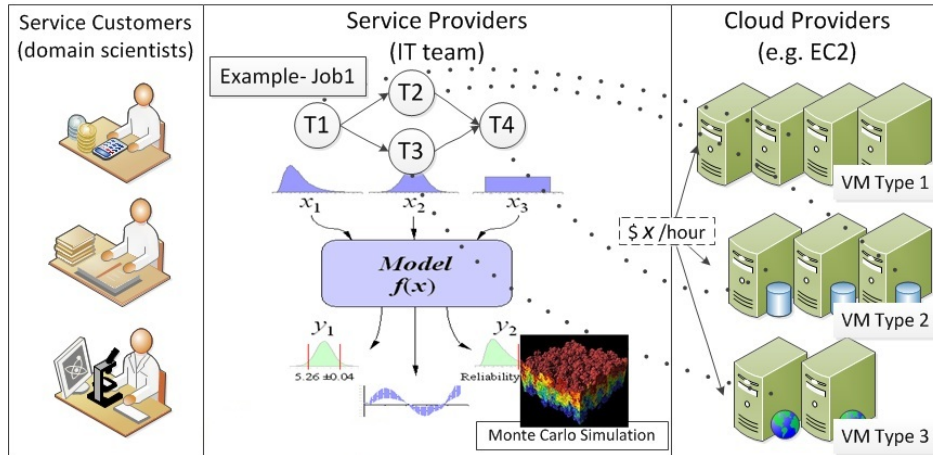 Service Customers
(domain scientists)
Service Providers
(IT team)
Cloud Providers
(e.g. EC2)
Example- Job1
T1
T2
T3
T4
x1
x2
x3
Model
f(x)
y1
y2
5.26 ±0.04
Reliability
Monte Carlo Simulation
$ x /hour
VM Type 1
VM Type 2
VM Type 3